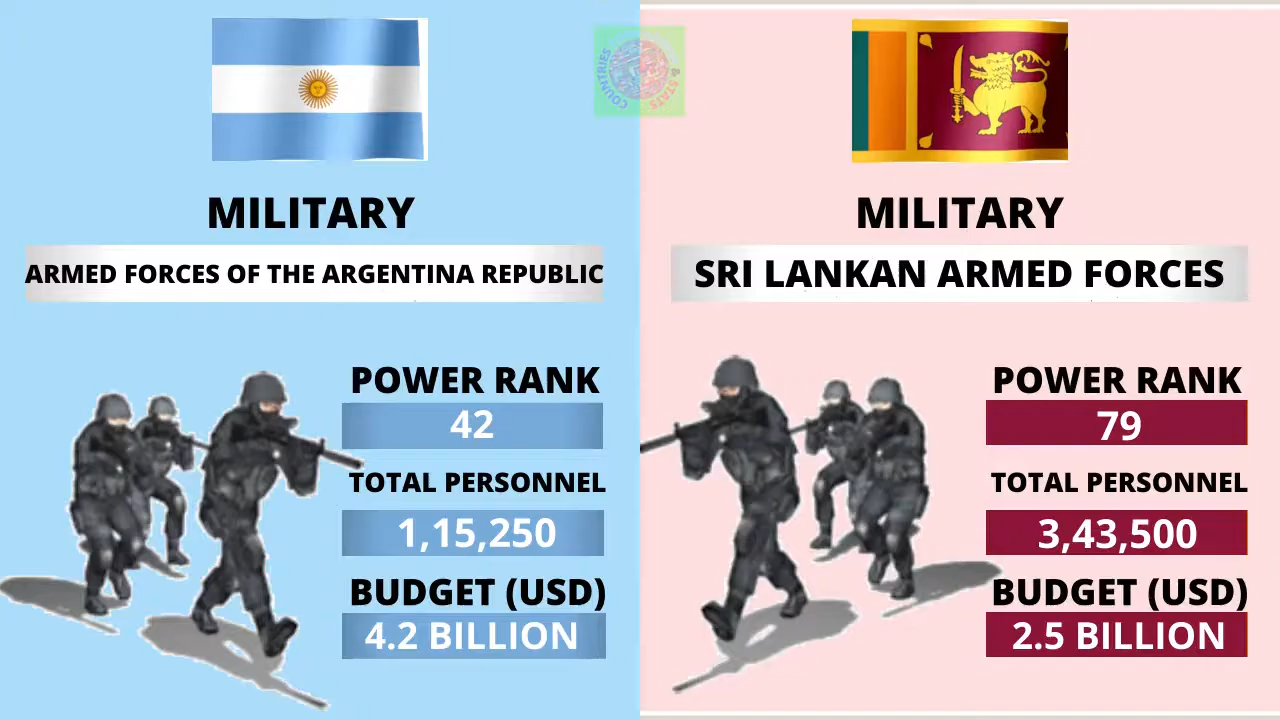 COUNTRIES
& STATS
MILITARY
ARMED FORCES OF THE ARGENTINA REPUBLIC
POWER RANK
42
TOTAL PERSONNEL
1,15,250
BUDGET (USD)
4.2 BILLION
MILITARY
SRI LANKAN ARMED FORCES
POWER RANK
79
TOTAL PERSONNEL
3,43,500
BUDGET (USD)
2.5 BILLION